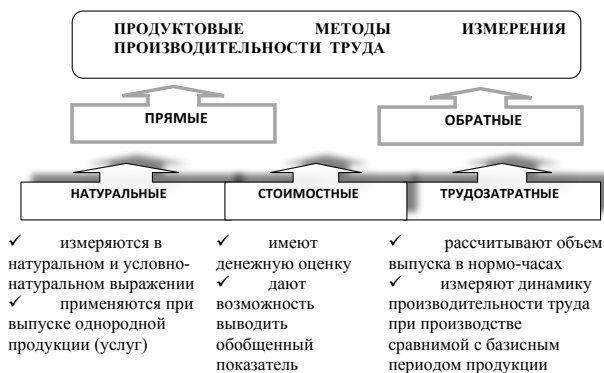 ПРОДУКТОВЫЕ МЕТОДЫ ИЗМЕРЕНИЯ
ПРОИЗВОДИТЕЛЬНОСТИ ТРУДА
ПРЯМЫЕ
ОБРАТНЫЕ
НАТУРАЛЬНЫЕ
СТОИМОСТНЫЕ
ТРУДОЗАТРАТНЫЕ
✓ измеряются в
натуральном и условно-
натуральном выражении
✓ применяются при
выпуске однородной
продукции (услуг)
✓ имеют
денежную оценку
✓ дают
возможность
выводить
обобщенный
показатель
✓ рассчитывают объем
выпуска в нормо-часах
✓ измеряют динамику
производительности труда
при производстве
сравнимой с базисным
периодом продукции